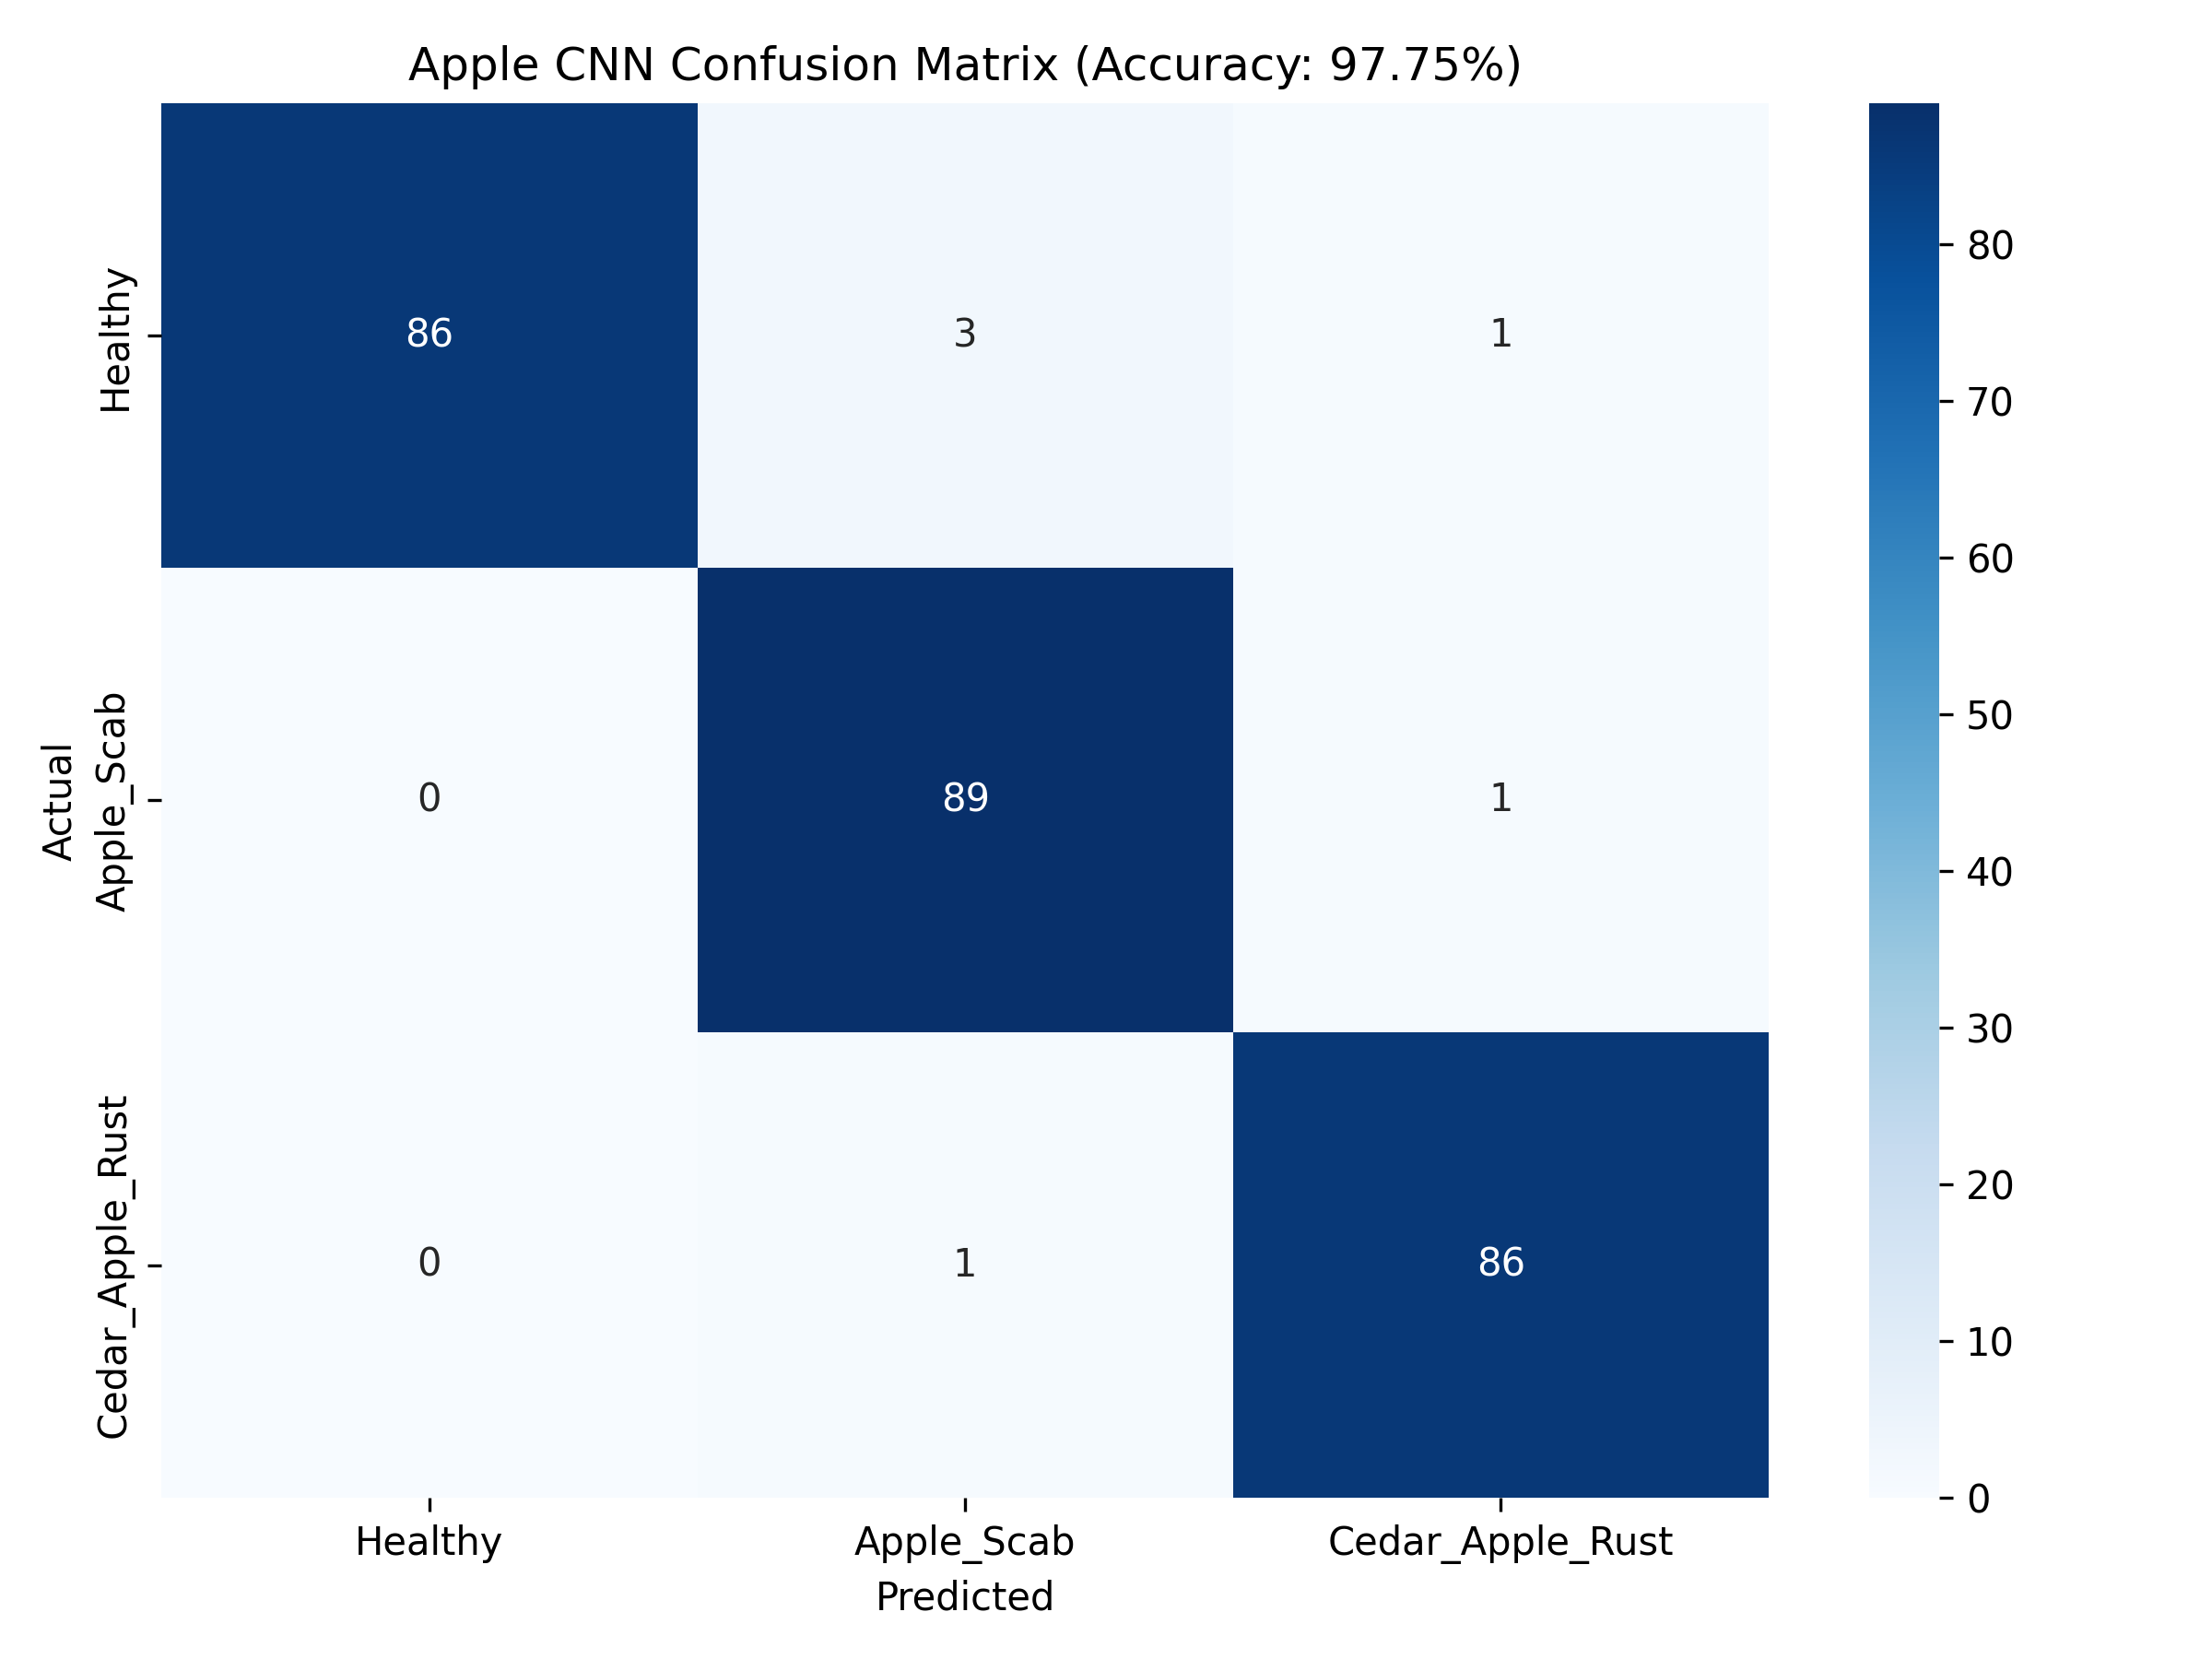 Apple CNN Confusion Matrix (Accuracy: 97.75%)
Actual
Healthy
86
3
1
Apple_Scab
0
89
1
Cedar_Apple_Rust
0
1
86
Healthy
Apple_Scab
Cedar_Apple_Rust
Predicted
80
70
60
50
40
30
20
10
0